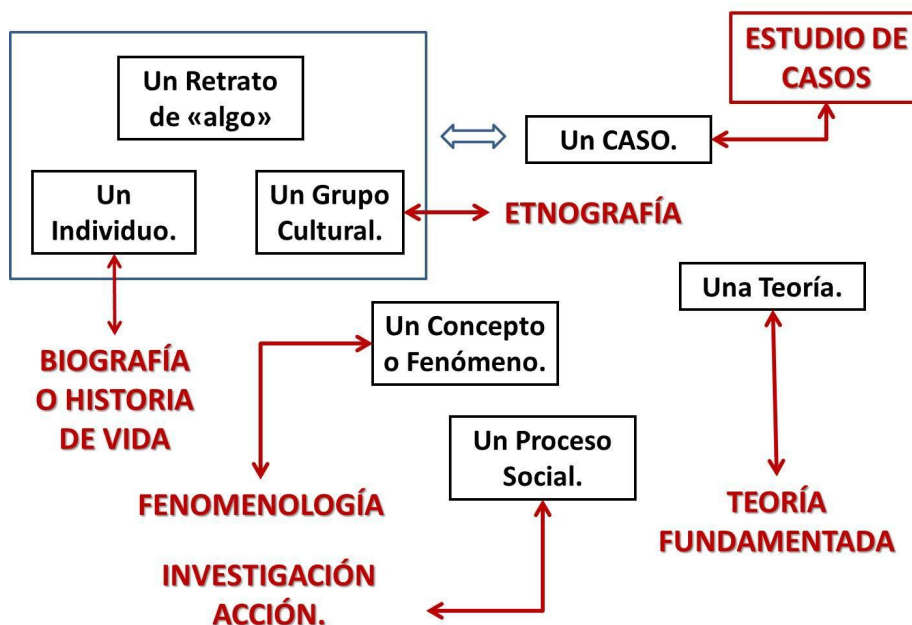 ESTUDIO DE
CASOS
Un Retrato
de «algo»
Un CASO.
Un
Individuo.
Un Grupo
Cultural.
ETNOGRAFÍA
Una Teoría.
Un Concepto
o Fenómeno.
BIOGRAFÍA
O HISTORIA
DE VIDA
Un Proceso
Social.
FENOMENOLOGÍA
TEORÍA
FUNDAMENTADA
INVESTIGACIÓN
ACCIÓN.